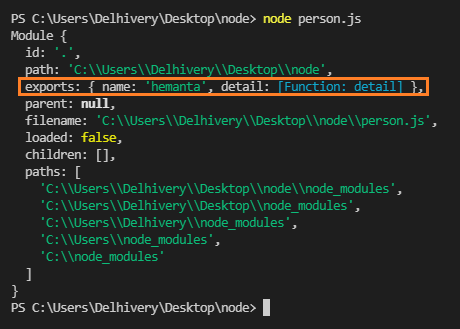 PS C:\Users\Delhivery\Desktop\node> node person.js
Module {
  id: '.',
  path: 'C:\\Users\\Delhivery\\Desktop\\node',
  exports: { name: 'hemanta', detail: [Function: detail] },
  parent: null,
  filename: 'C:\\Users\\Delhivery\\Desktop\\node\\person.js',
  loaded: false,
  children: [],
  paths: [
    'C:\\Users\\Delhivery\\Desktop\\node\\node_modules',
    'C:\\Users\\Delhivery\\Desktop\\node_modules',
    'C:\\Users\\Delhivery\\node_modules',
    'C:\\Users\\node_modules',
    'C:\\node_modules'
  ]
}
PS C:\Users\Delhivery\Desktop\node>